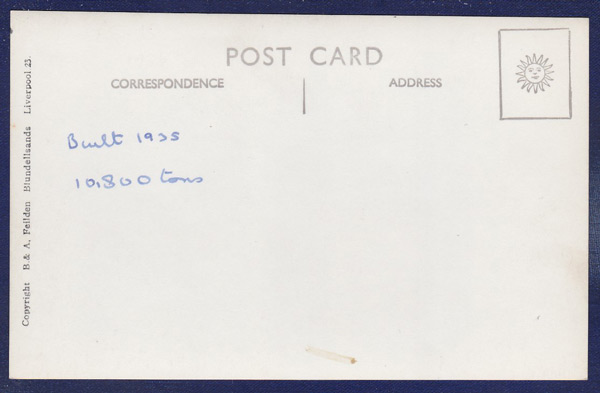 POST CARD
CORRESPONDENCE
ADDRESS
Built 1935
10,800 tons
Copyright B. & A. Feilden Blundellsands Liverpool 23.